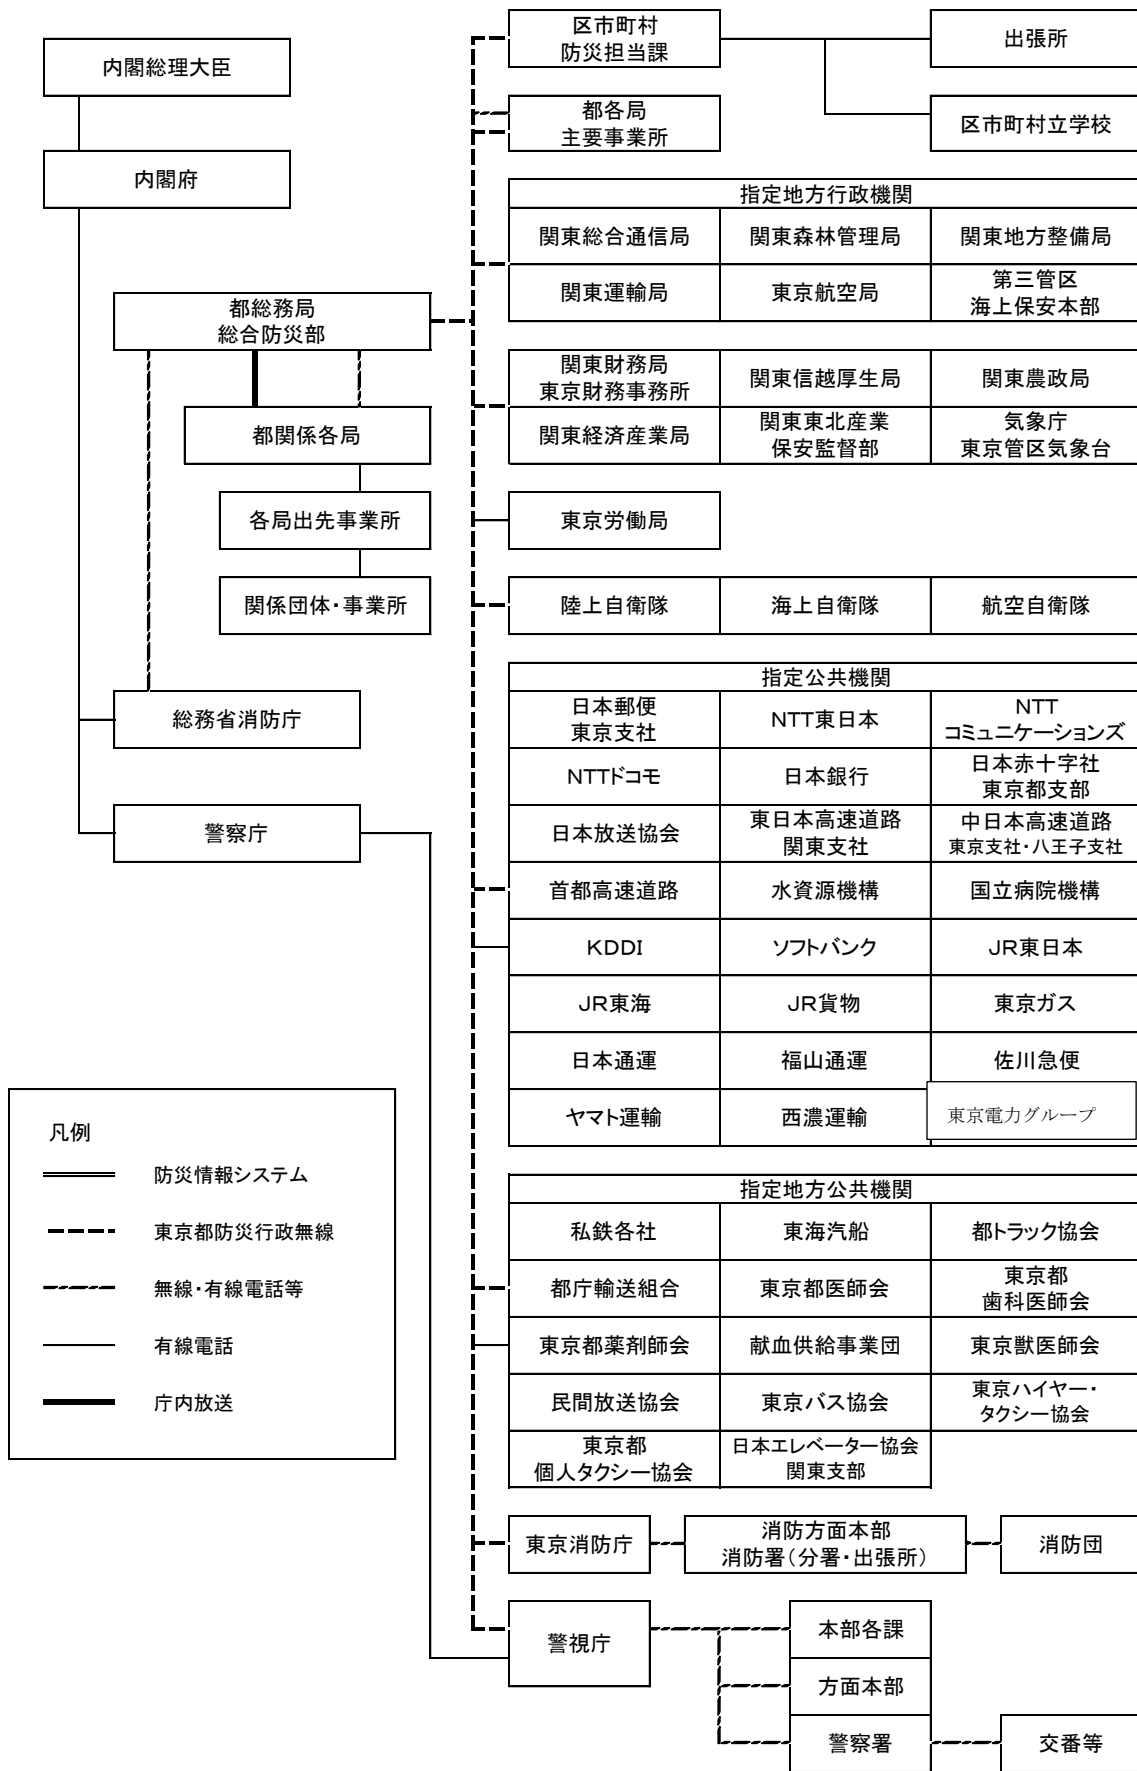 内閣総理大臣
内閣府
都総務局
総合防災部
都関係各局
各局出先事業所
関係団体・事業所
総務省消防庁
警察庁
凡例
防災情報システム
東京都防災行政無線
無線・有線電話等
有線電話
庁内放送
区市町村
防災担当課
出張所
区市町村立学校
都各局
主要事業所
指定地方行政機関
関東総合通信局
関東森林管理局
関東地方整備局
関東運輸局
東京航空局
第三管区
海上保安本部
関東財務局
東京財務事務所
関東信越厚生局
関東農政局
関東経済産業局
関東東北産業
保安監督部
気象庁
東京管区気象台
東京労働局
陸上自衛隊
海上自衛隊
航空自衛隊
指定公共機関
日本郵便
東京支社
NTT東日本
NTT
コミュニケーションズ
NTTドコモ
日本銀行
日本赤十字社
東京都支部
日本放送協会
東日本高速道路
関東支社
中日本高速道路
東京支社・八王子支社
首都高速道路
水資源機構
国立病院機構
KDDI
ソフトバンク
JR東日本
JR東海
JR貨物
東京ガス
日本通運
福山通運
佐川急便
ヤマト運輸
西濃運輸
東京電力グループ
指定地方公共機関
私鉄各社
東海汽船
都トラック協会
都庁輸送組合
東京都医師会
東京都
歯科医師会
東京都薬剤師会
献血供給事業団
東京獣医師会
民間放送協会
東京バス協会
東京ハイヤー・
タクシー協会
東京都
個人タクシー協会
日本エレベーター協会
関東支部
東京消防庁
消防方面本部
消防署(分署・出張所)
消防団
警視庁
本部各課
方面本部
警察署
交番等